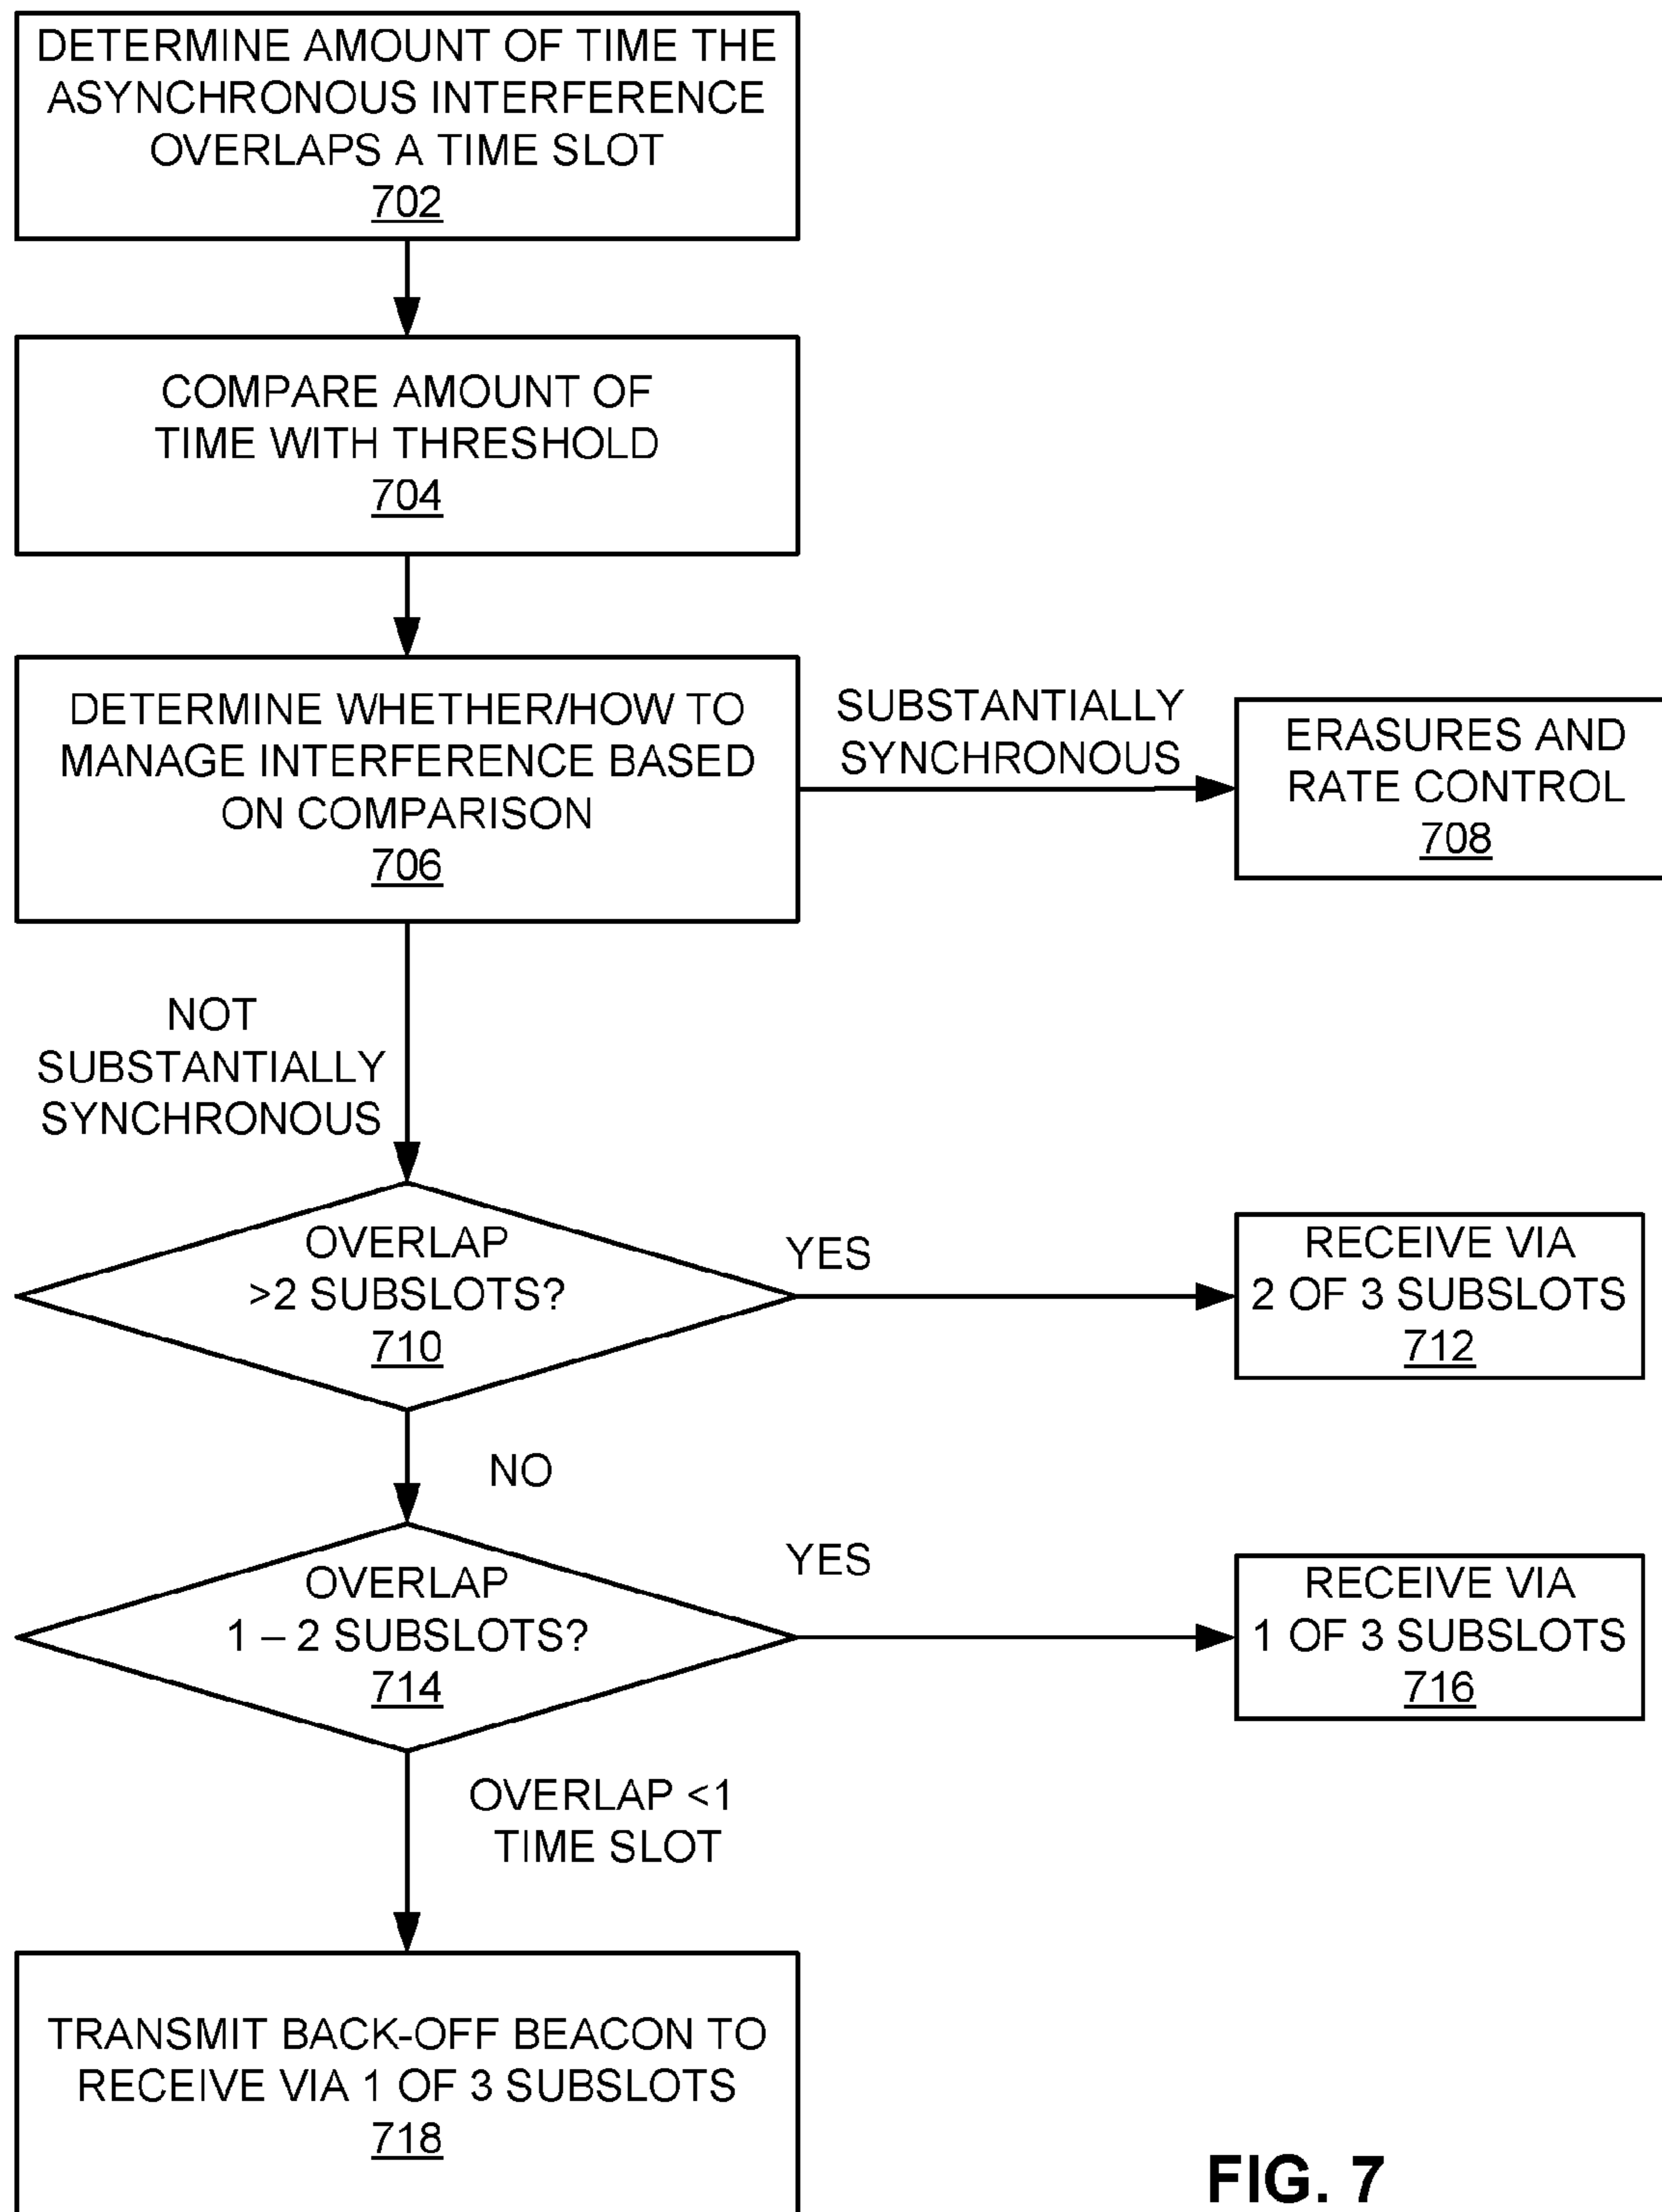 DETERMINE AMOUNT OF TIME THE
ASYNCHRONOUS INTERFERENCE
OVERLAPS A TIME SLOT
702
COMPARE AMOUNT OF
TIME WITH THRESHOLD
704
DETERMINE WHETHER/HOW TO
MANAGE INTERFERENCE BASED
ON COMPARISON
706
SUBSTANTIALLY
SYNCHRONOUS
ERASURES AND
RATE CONTROL
708
NOT
SUBSTANTIALLY
SYNCHRONOUS
OVERLAP
>2 SUBSLOTS?
710
YES
RECEIVE VIA
2 OF 3 SUBSLOTS
712
NO
OVERLAP
1 – 2 SUBSLOTS?
714
YES
RECEIVE VIA
1 OF 3 SUBSLOTS
716
OVERLAP <1
TIME SLOT
TRANSMIT BACK-OFF BEACON TO
RECEIVE VIA 1 OF 3 SUBSLOTS
718
FIG. 7